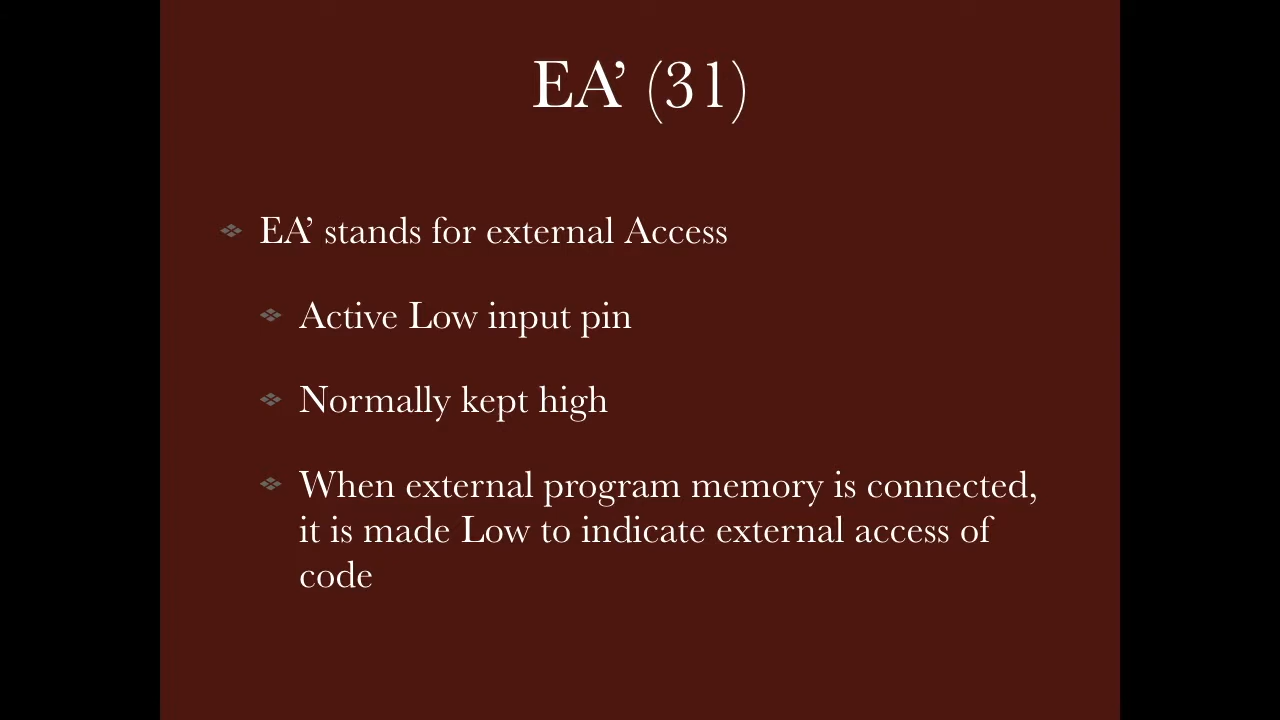 EA’ (31)
EA’ stands for external Access
Active Low input pin
Normally kept high
When external program memory is connected,
it is made Low to indicate external access of
code